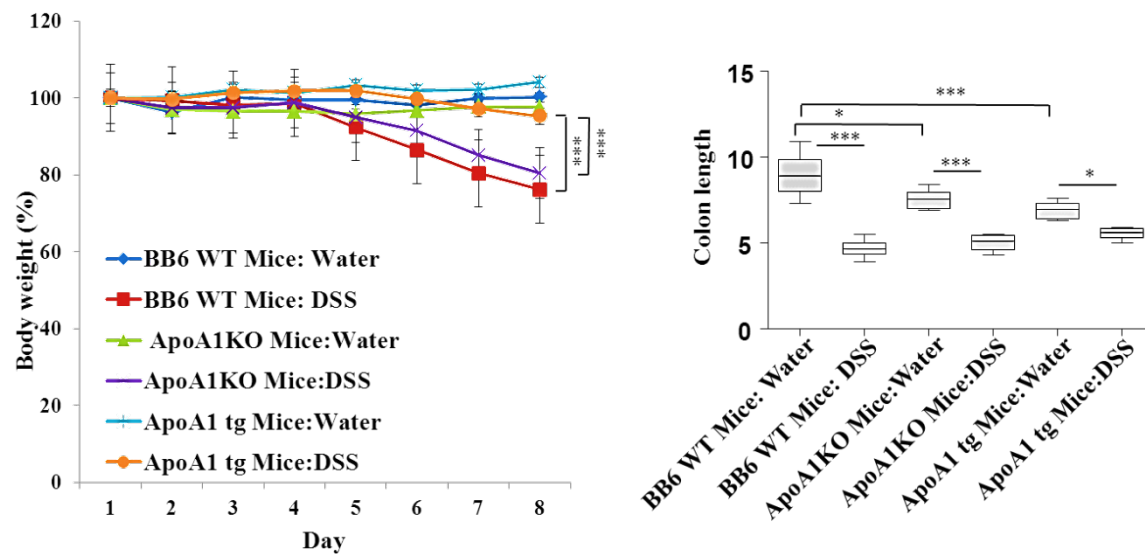 120
100
80
60
40
20
0
Body weight (%)
BB6 WT Mice: Water
BB6 WT Mice: DSS
ApoA1KO Mice:Water
ApoA1KO Mice:DSS
ApoA1 tg Mice:Water
ApoA1 tg Mice:DSS
1 2 3 4 5 6 7 8
Day
***
***
15
10
5
0
Colon length
***
*
***
***
*
BB6 WT Mice: Water
BB6 WT Mice: DSS
ApoA1KO Mice:Water
ApoA1KO Mice:DSS
ApoA1 tg Mice:Water
ApoA1 tg Mice:DSS